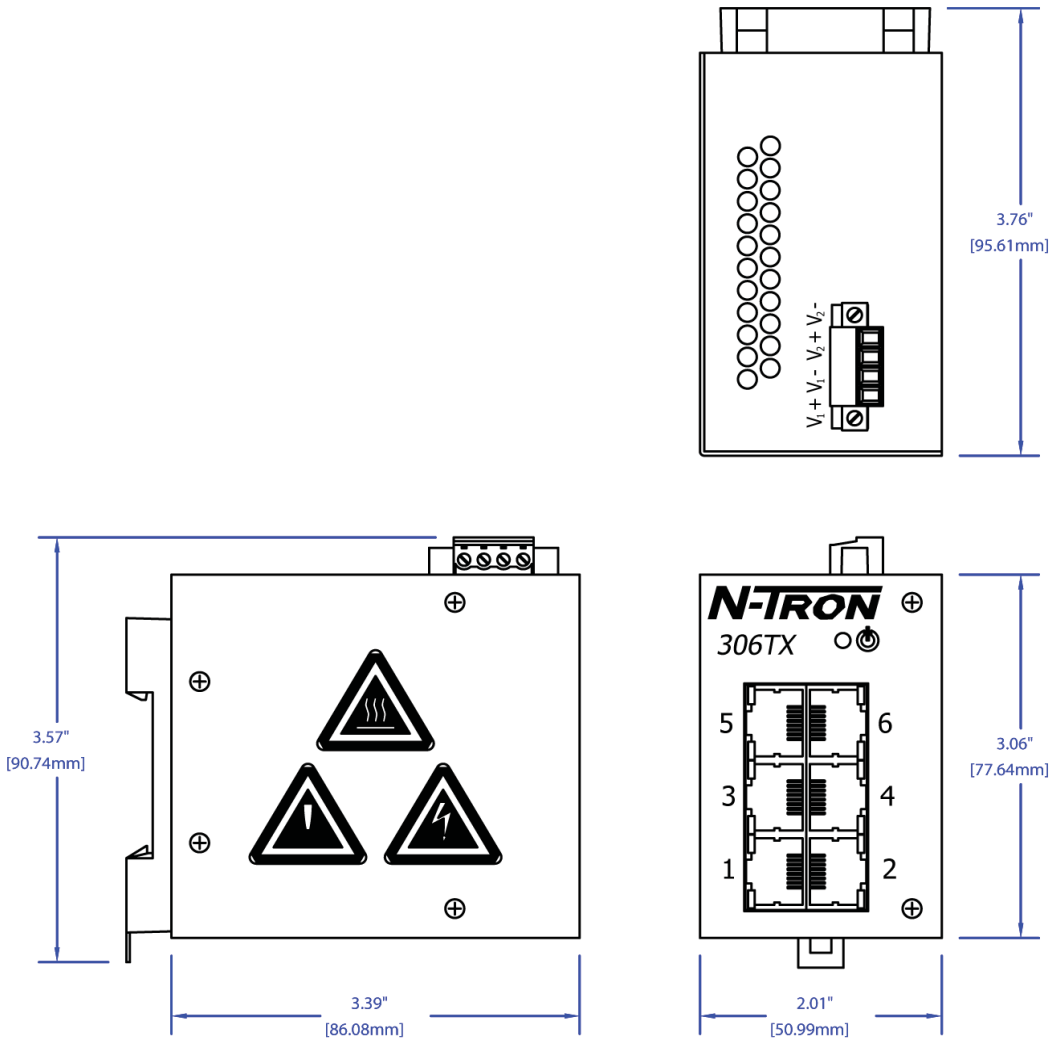 3.76"
[95.61mm]
V₁ + V₁ - V₂ + V₂ -
3.57"
[90.74mm]
N-TRON
306TX
5
6
3
4
1
2
3.06"
[77.64mm]
3.39"
[86.08mm]
2.01"
[50.99mm]